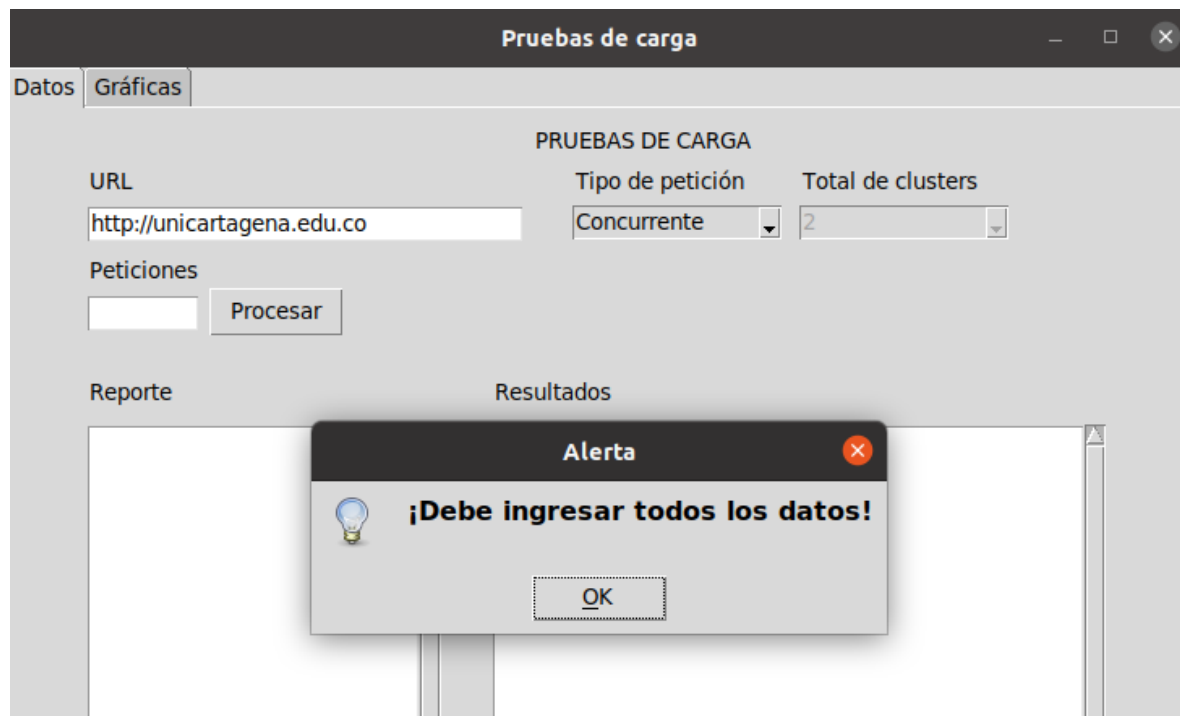 Pruebas de carga
Datos Gráficas
PRUEBAS DE CARGA
URL Tipo de petición Total de clusters
http://unicartagena.edu.co Concurrente 2
Peticiones
Procesar
Reporte Resultados
Alerta
¡Debe ingresar todos los datos!
OK